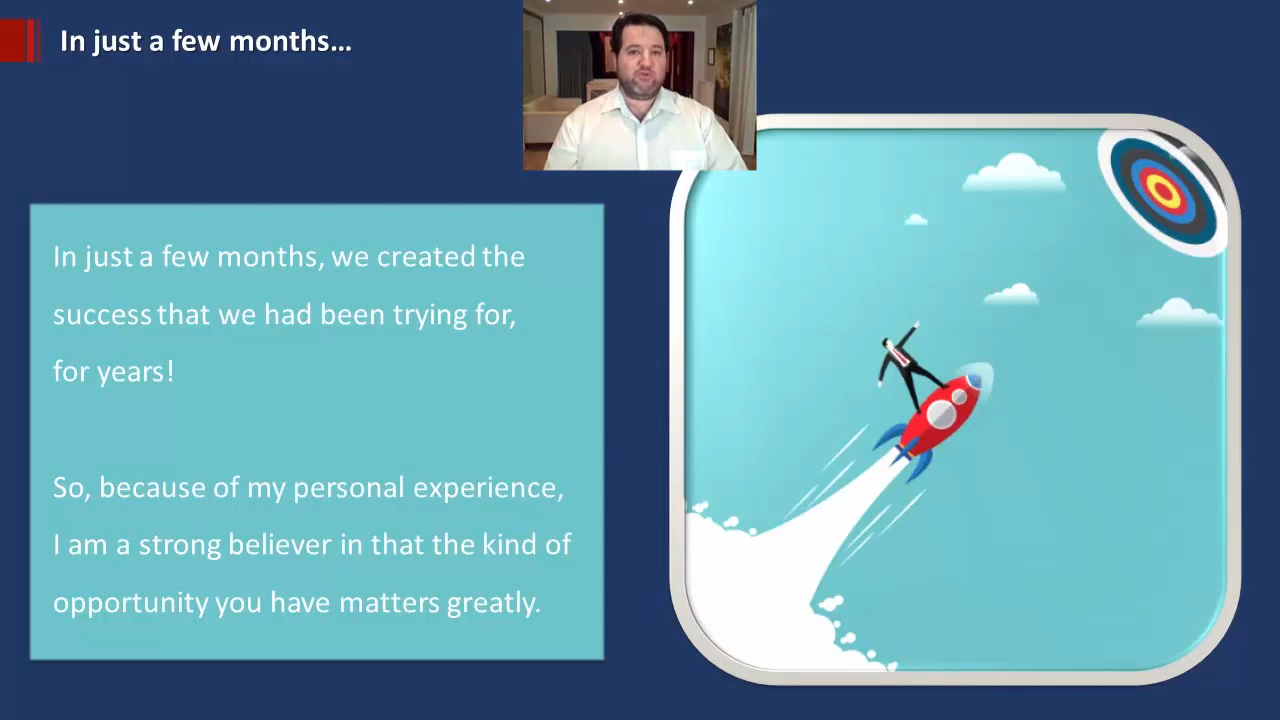 In just a few months…
In just a few months, we created the
success that we had been trying for,
for years!
So, because of my personal experience,
I am a strong believer in that the kind of
opportunity you have matters greatly.